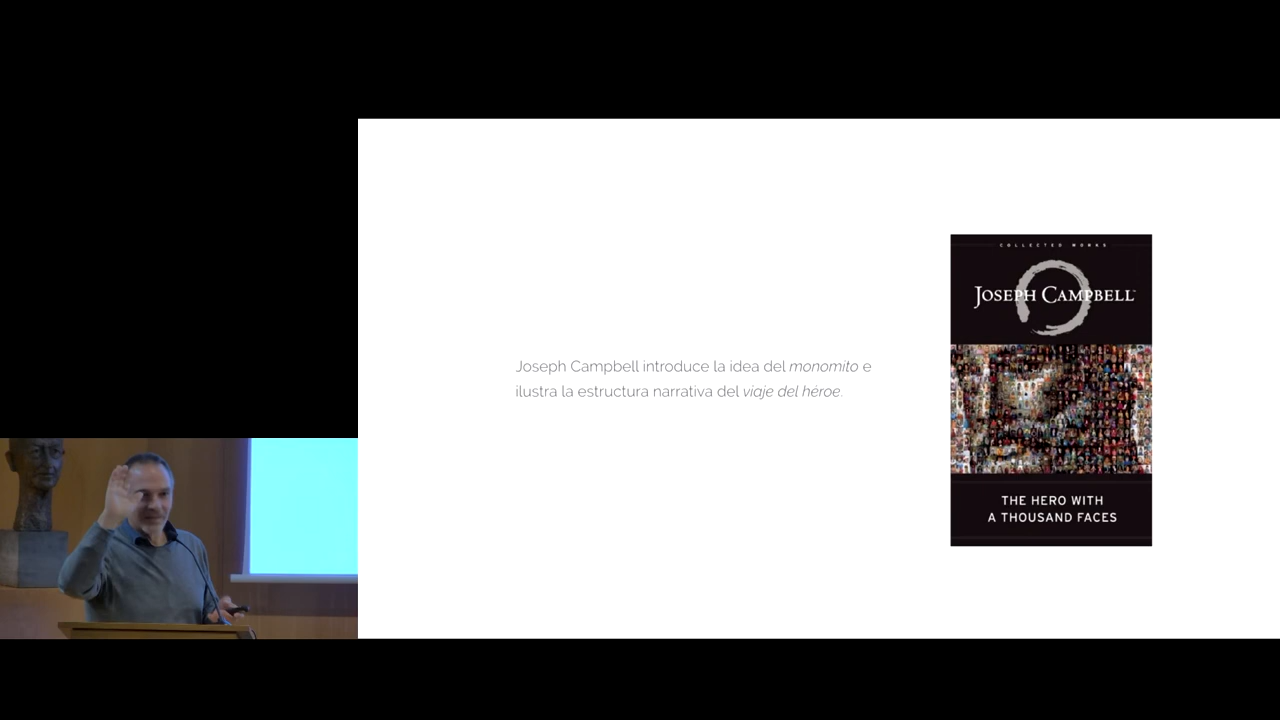 Joseph Campbell introduce la idea del monomito e
ilustra la estructura narrativa del viaje del héroe.
COLLECTED WORKS
JOSEPH CAMPBELL™
THE HERO WITH
A THOUSAND FACES